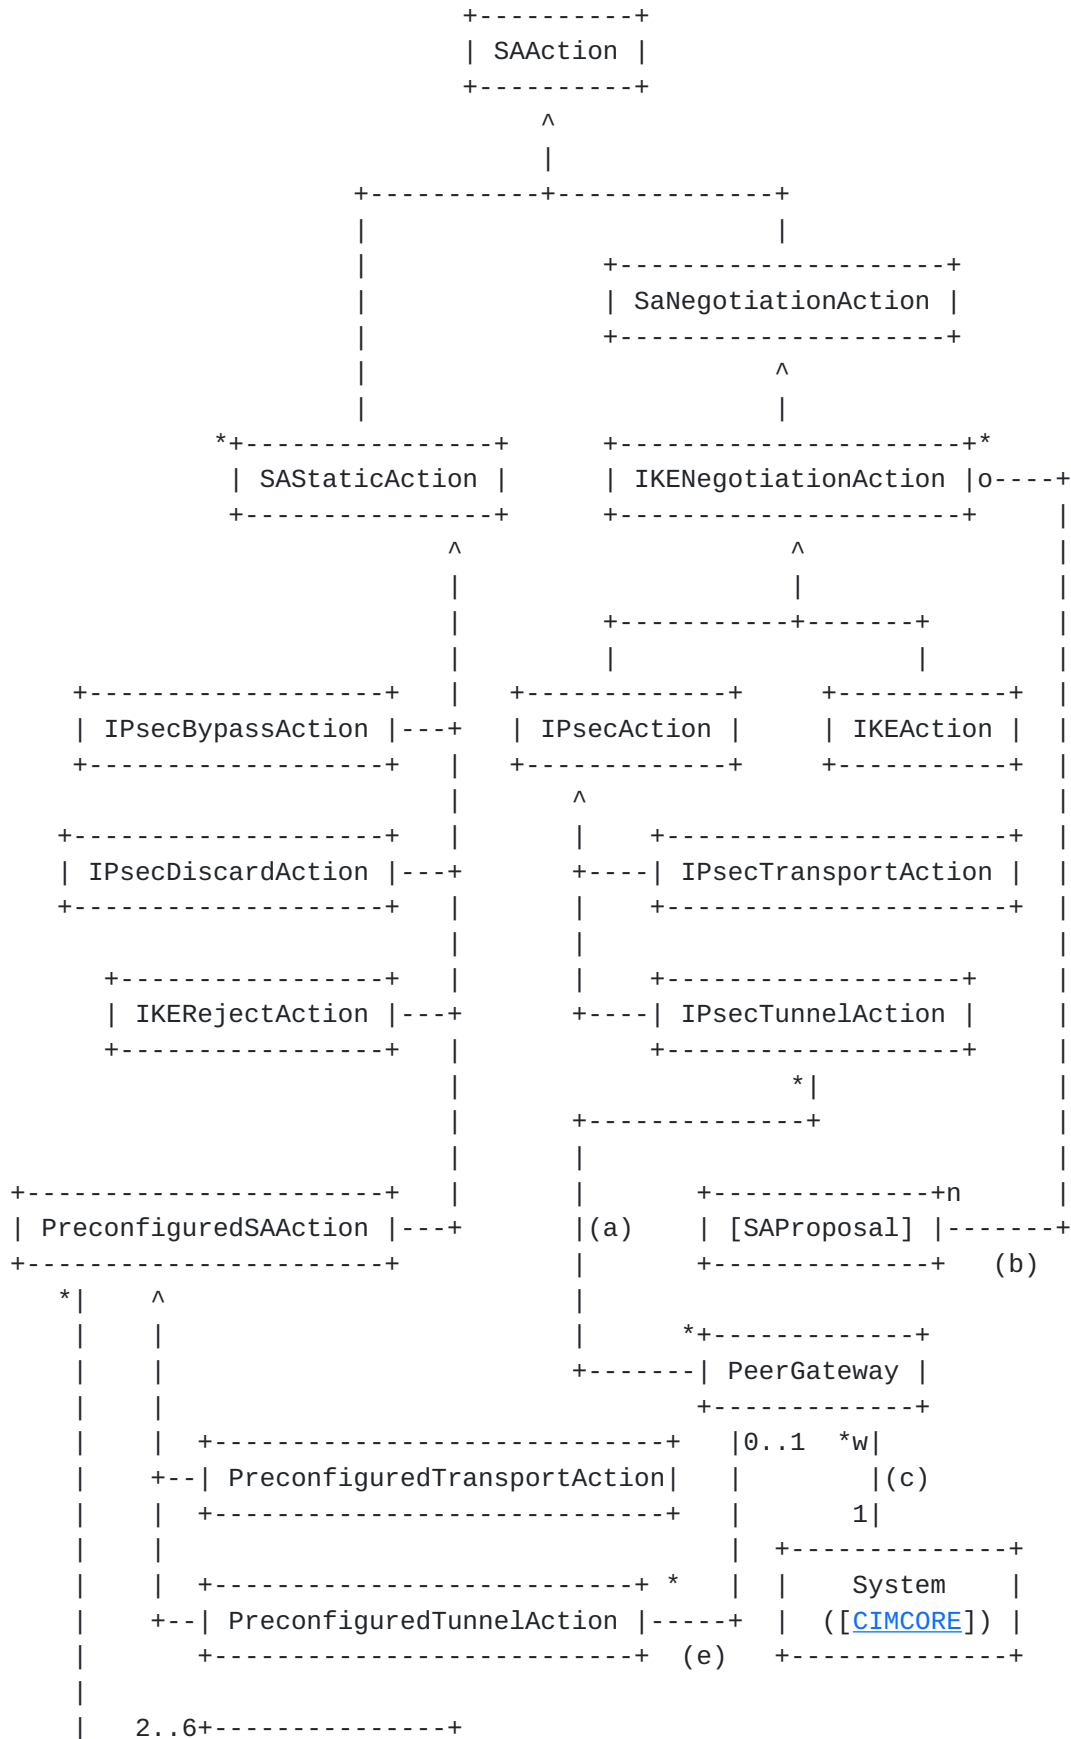 +----------+
                             | SAAction |
                             +----------+
                                  ^
                                  |
                      +-----------+--------------+
                      |                          |
                      |               +---------------------+
                      |               | SaNegotiationAction |
                      |               +---------------------+
                      |                          ^
                      |                          |
             *+----------------+      +----------------------+*
              | SAStaticAction |      | IKENegotiationAction |o----+
              +----------------+      +----------------------+     |
                            ^                     ^                |
                            |                     |                |
                            |         +-----------+-------+        |
                            |         |                   |        |
    +-------------------+   |   +-------------+     +-----------+  |
    | IPsecBypassAction |---+   | IPsecAction |     | IKEAction |  |
    +-------------------+   |   +-------------+     +-----------+  |
                            |       ^                              |
   +--------------------+   |       |    +----------------------+  |
   | IPsecDiscardAction |---+       +----| IPsecTransportAction |  |
   +--------------------+   |       |    +----------------------+  |
                            |       |                              |
      +-----------------+   |       |    +-------------------+     |
      | IKERejectAction |---+       +----| IPsecTunnelAction |     |
      +-----------------+   |            +-------------------+     |
                            |                     *|               |
                            |       +--------------+               |
                            |       |                              |
+-----------------------+   |       |       +--------------+n      |
| PreconfiguredSAAction |---+       |(a)    | [SAProposal] |-------+
+-----------------------+           |       +--------------+   (b)
   *|    ^                          |
    |    |                          |      *+-------------+
    |    |                          +-------| PeerGateway |
    |    |                                  +-------------+
    |    |  +-----------------------------+   |0..1  *w|
    |    +--| PreconfiguredTransportAction|   |        |(c)
    |    |  +-----------------------------+   |       1|
    |    |                                    |  +--------------+
    |    |  +---------------------------+ *   |  |    System    |
    |    +--| PreconfiguredTunnelAction |-----+  |  ([CIMCORE]) |
    |       +---------------------------+  (e)   +--------------+
    |
    |   2..6+---------------+